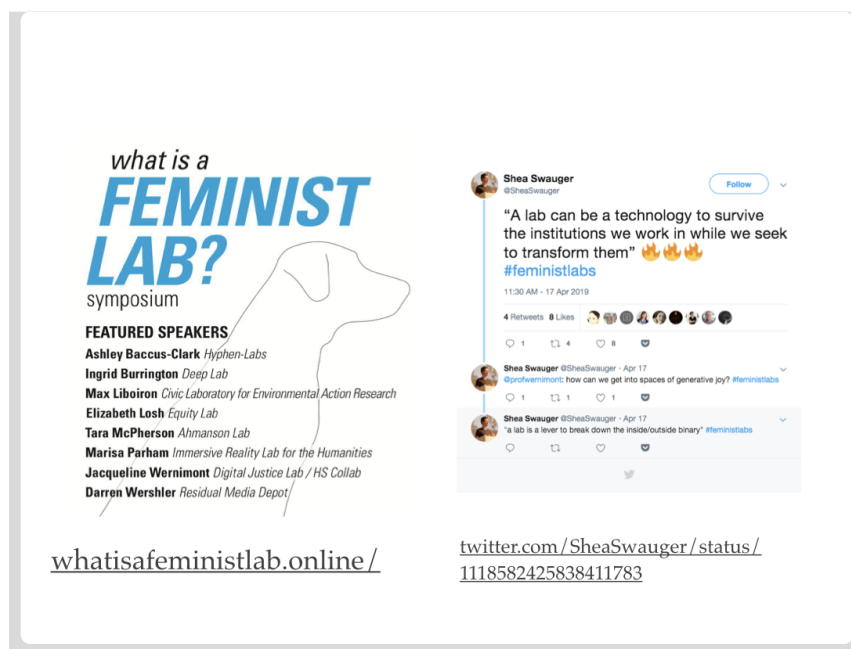 what is a
FEMINIST
LAB?
symposium
FEATURED SPEAKERS
Ashley Baccus-Clark Hyphen-Labs
Ingrid Burrington Deep Lab
Max Liboiron Civic Laboratory for Environmental Action Research
Elizabeth Losh Equity Lab
Tara McPherson Ahmanson Lab
Marisa Parham Immersive Reality Lab for the Humanities
Jacqueline Wernimont Digital Justice Lab / HS Collab
Darren Wershler Residual Media Depot
whatisafeministlab.online/
Shea Swauger
@SheaSwauger
Follow
“A lab can be a technology to survive
the institutions we work in while we seek
to transform them” 🔥🔥🔥
#feministlabs
11:30 AM - 17 Apr 2019
4 Retweets 8 Likes
1 4 8
Shea Swauger @SheaSwauger · Apr 17
@profwernimont: how can we get into spaces of generative joy? #feministlabs
1 1 1
Shea Swauger @SheaSwauger · Apr 17
"a lab is a lever to break down the inside/outside binary" #feministlabs
twitter.com/SheaSwauger/status/
1118582425838411783